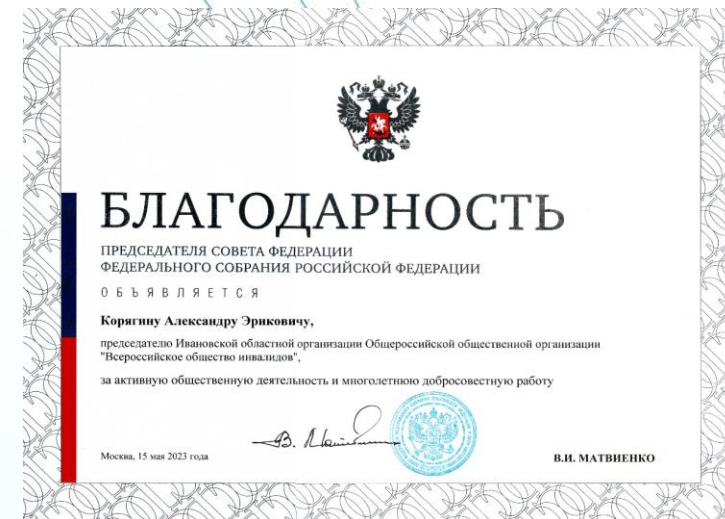 БЛАГОДАРНОСТЬ
ПРЕДСЕДАТЕЛЯ СОВЕТА ФЕДЕРАЦИИ
ФЕДЕРАЛЬНОГО СОБРАНИЯ РОССИЙСКОЙ ФЕДЕРАЦИИ
ОБЪЯВЛЯЕТСЯ
Корягину Александру Эриковичу,
председателю Ивановской областной организации Общероссийской общественной организации
"Всероссийское общество инвалидов",
за активную общественную деятельность и многолетнюю добросовестную работу
Москва, 15 мая 2023 года
В.И. МАТВИЕНКО